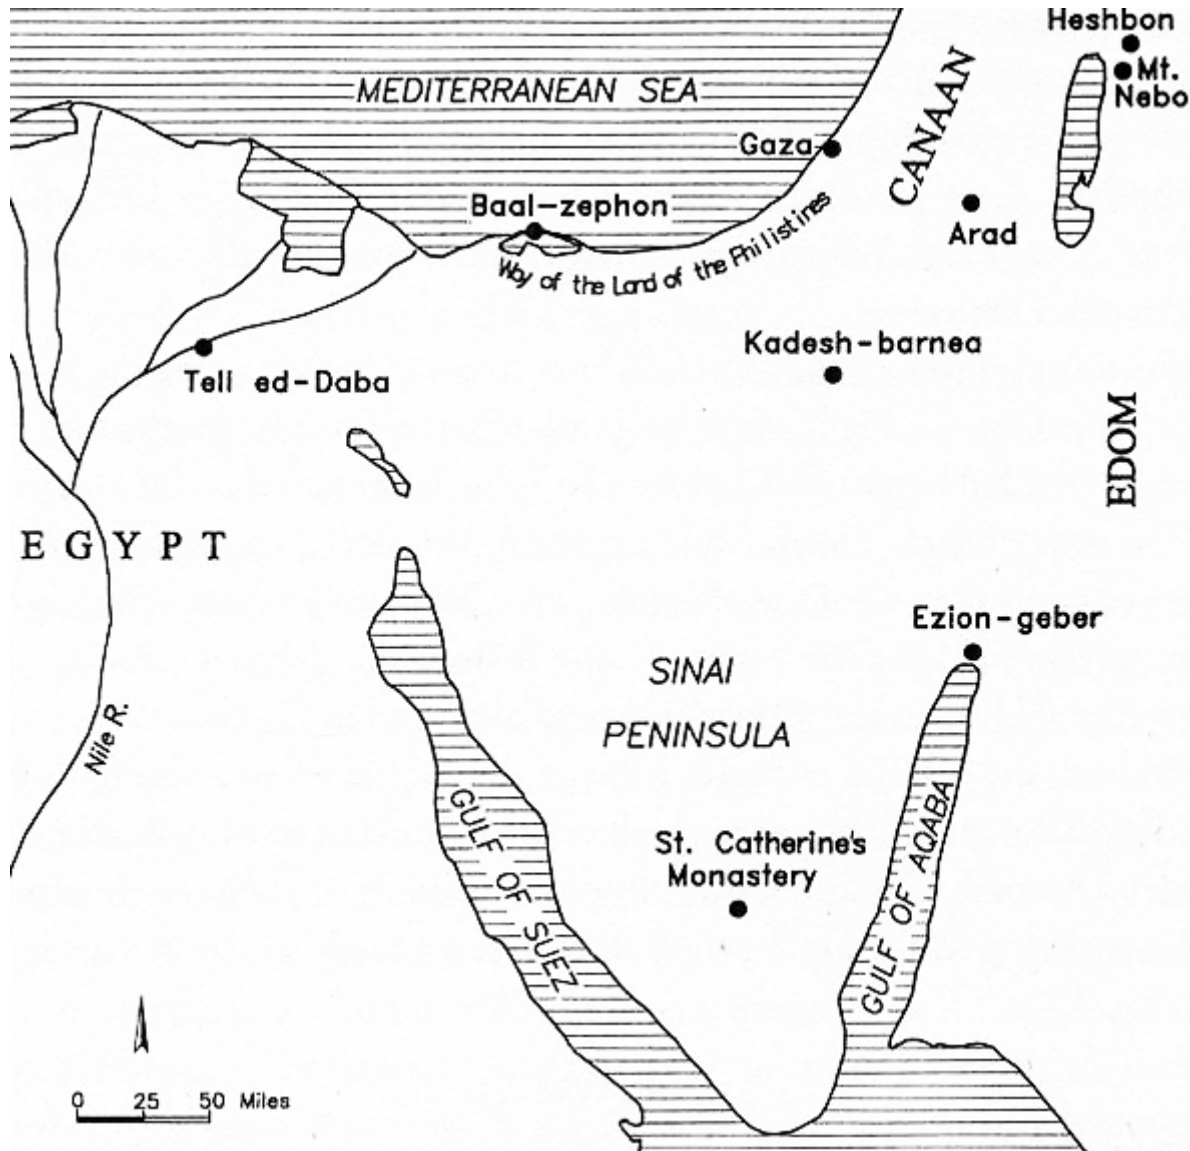 Heshbon
Mt.
Nebo
MEDITERRANEAN SEA
CANAAN
Gaza
Baal-zephon
Arad
Way of the Land of the Philistines
Kadesh-barnea
Tell ed-Daba
EDOM
EGYPT
Ezion-geber
SINAI
PENINSULA
Nile R.
GULF OF SUEZ
St. Catherine's
Monastery
GULF OF AQABA
0 25 50 Miles